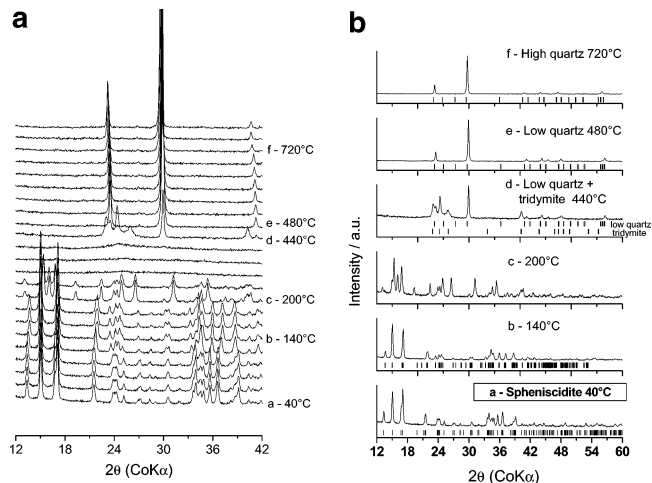 a
f - 720°C
e - 480°C
d - 440°C
c - 200°C
b - 140°C
a - 40°C
12 18 24 30 36 42
2θ (CoKα)
b
Intensity / a.u.
f - High quartz 720°C
e - Low quartz 480°C
d - Low quartz +
tridymite 440°C
low quartz
tridymite
c - 200°C
b - 140°C
a - Spheniscidite 40°C
12 18 24 30 36 42 48 54 60
2θ (CoKα)